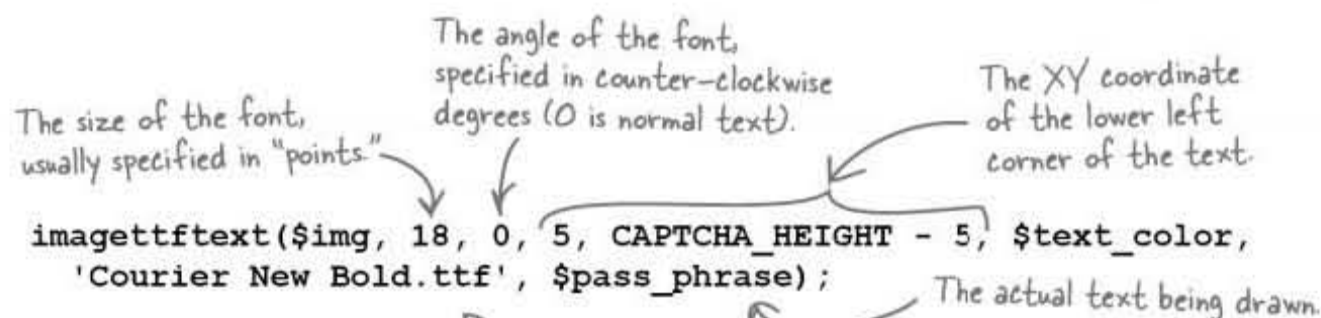 The angle of the font,
specified in counter-clockwise
degrees (0 is normal text).
The size of the font,
usually specified in "points."
The XY coordinate
of the lower left
corner of the text.
imagettftext($img, 18, 0, 5, CAPTCHA_HEIGHT - 5, $text_color,
'Courier New Bold.ttf', $pass_phrase);
The actual text being drawn.